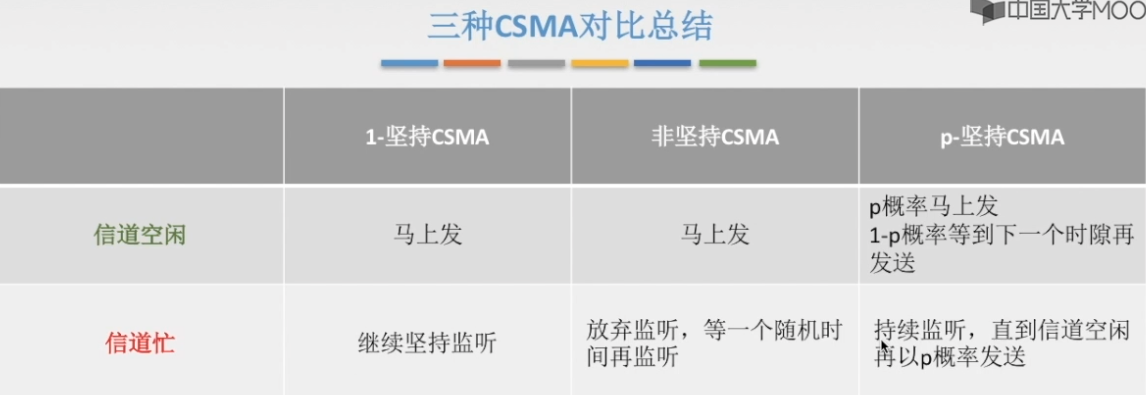 中国大学MOO
三种CSMA对比总结
1-坚持CSMA
非坚持CSMA
p-坚持CSMA
信道空闲
马上发
马上发
p概率马上发
1-p概率等到下一个时隙再
发送
信道忙
继续坚持监听
放弃监听，等一个随机时
间再监听
持续监听，直到信道空闲
再以p概率发送